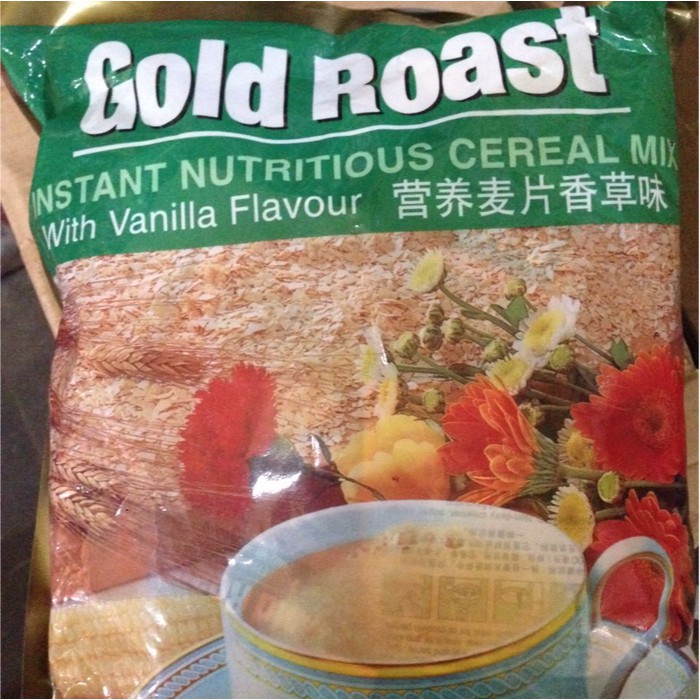 Gold Roast
INSTANT NUTRITIOUS CEREAL MIX
With Vanilla Flavour 营养麦片香草味